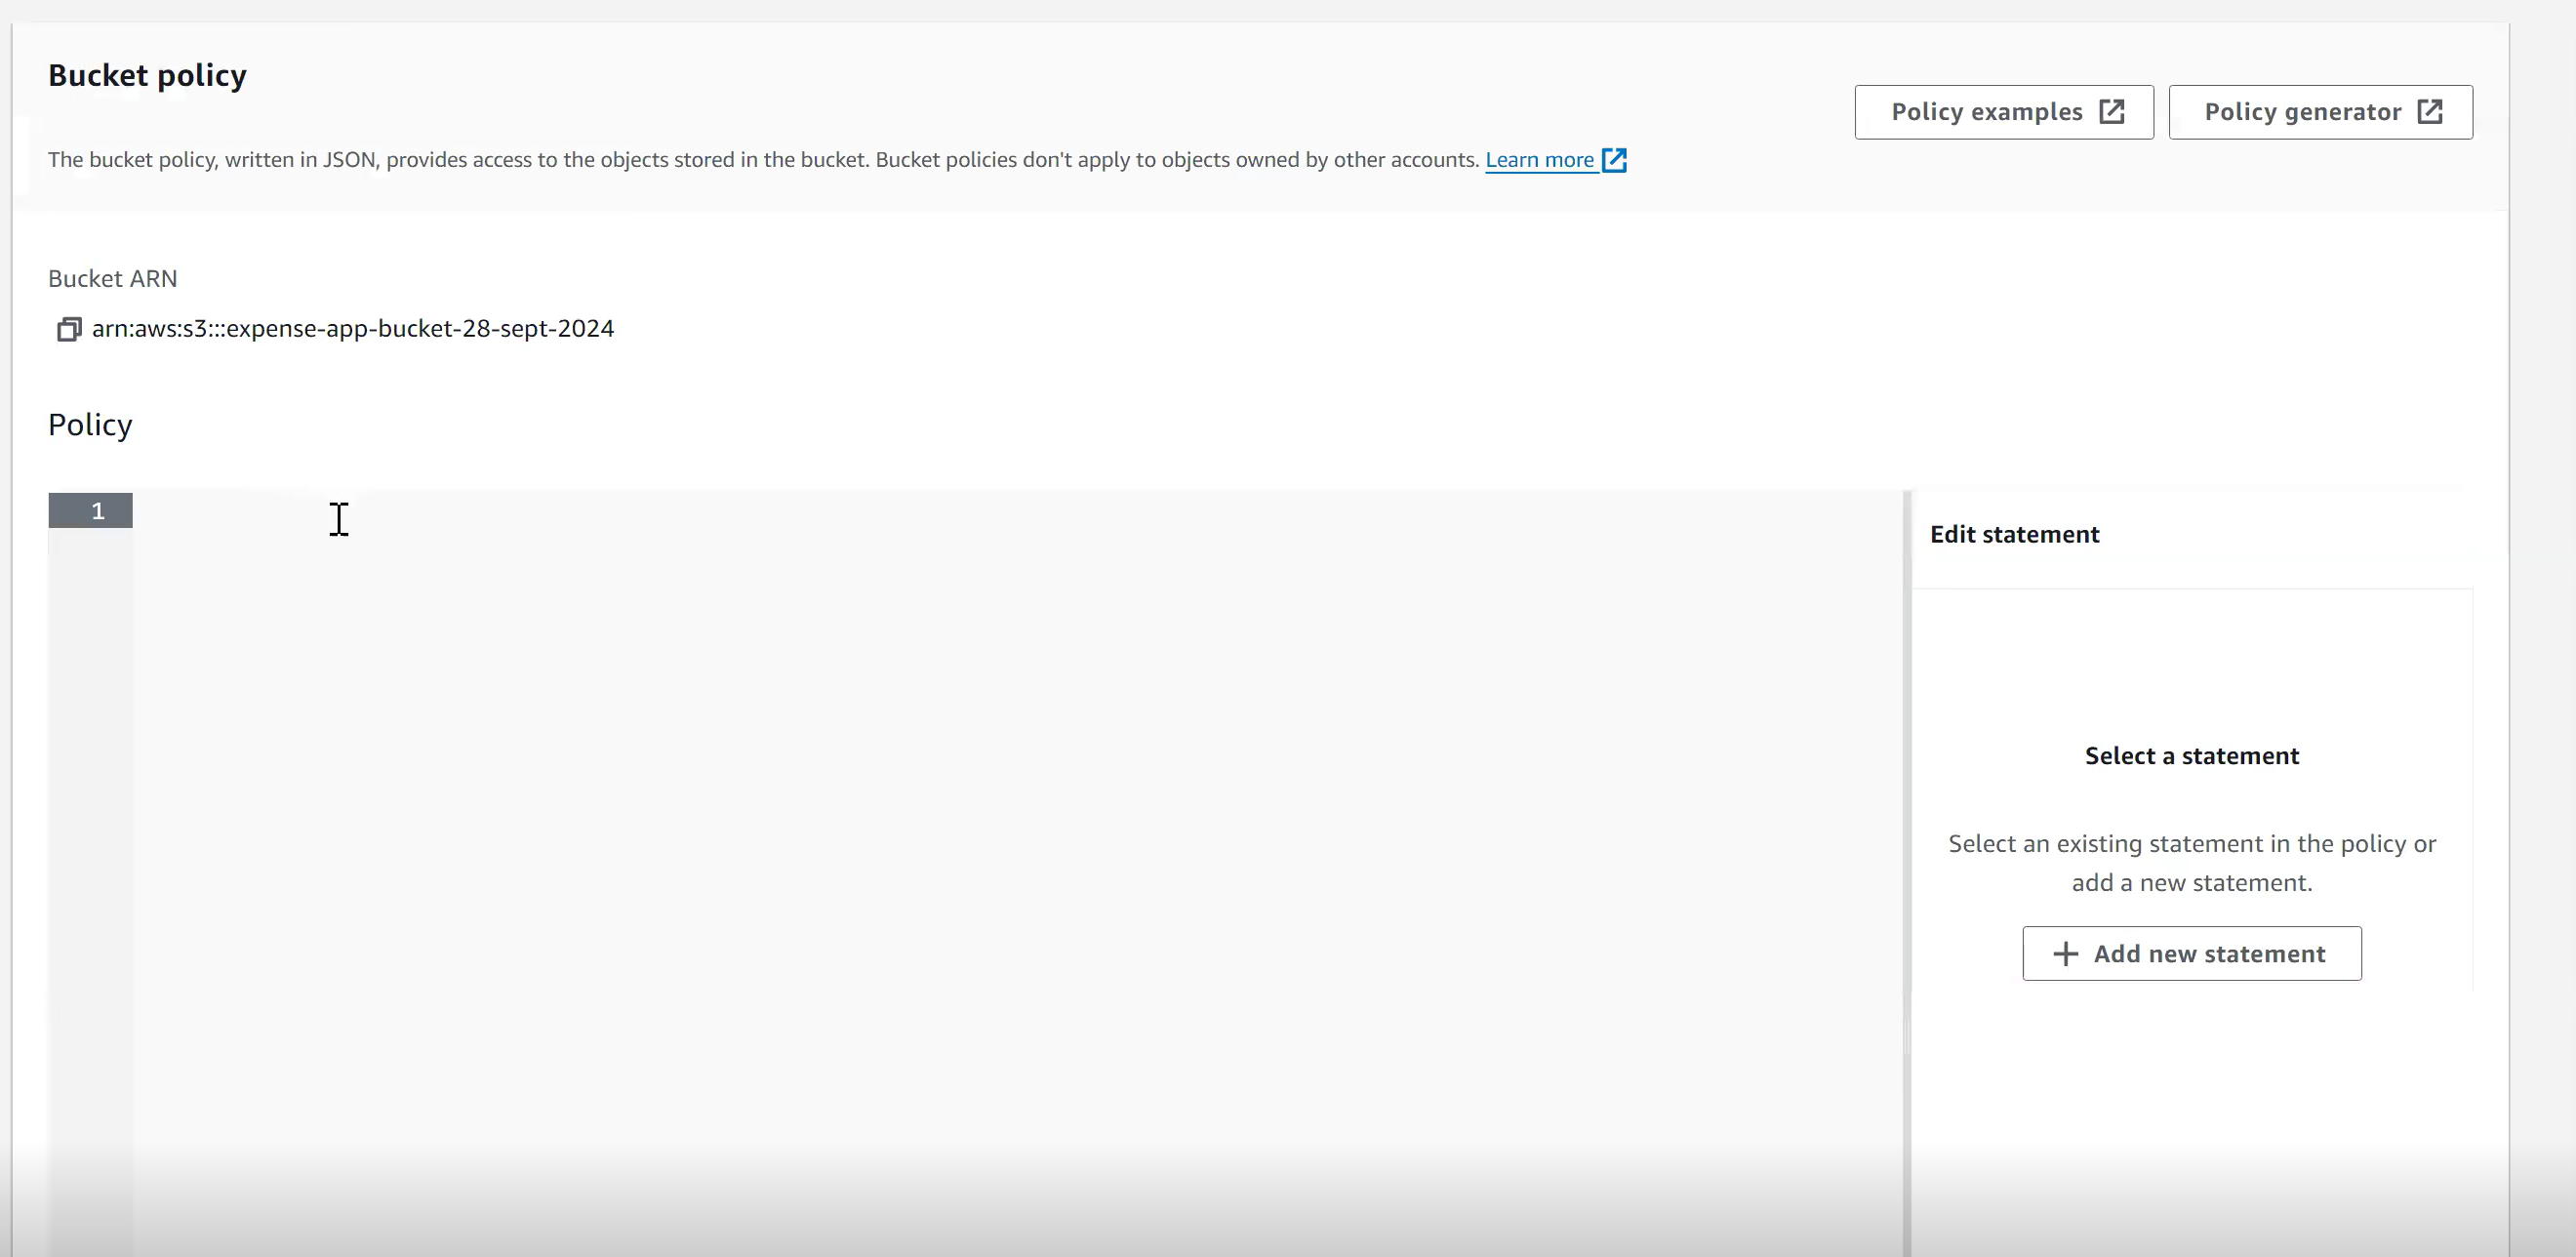 Bucket policy
Policy examples
Policy generator
The bucket policy, written in JSON, provides access to the objects stored in the bucket. Bucket policies don't apply to objects owned by other accounts. Learn more
Bucket ARN
arn:aws:s3:::expense-app-bucket-28-sept-2024
Policy
1
Edit statement
Select a statement
Select an existing statement in the policy or
add a new statement.
+ Add new statement